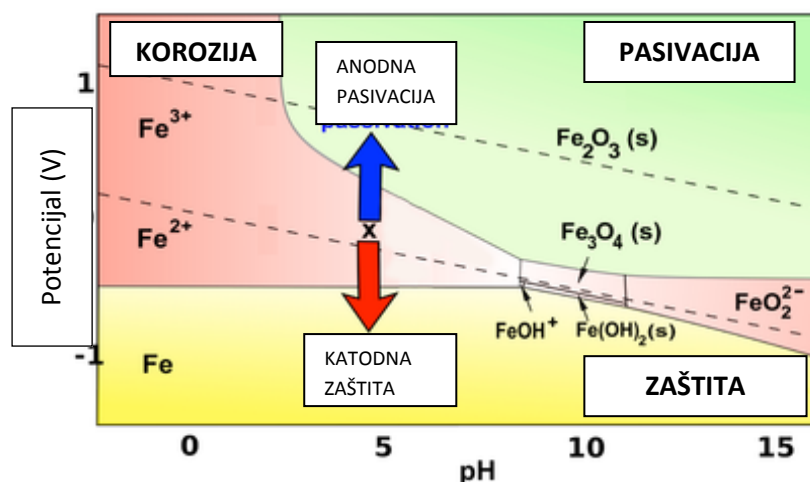 KOROZIJA
PASIVACIJA
ANODNA
PASIVACIJA
1
Fe³⁺
Fe₂O₃ (s)
Potencijal (V)
Fe²⁺
x
Fe₃O₄ (s)
FeO₂²⁻
FeOH⁺
Fe(OH)₂(s)
-1
Fe
KATODNA
ZAŠTITA
ZAŠTITA
0
5
10
15
pH